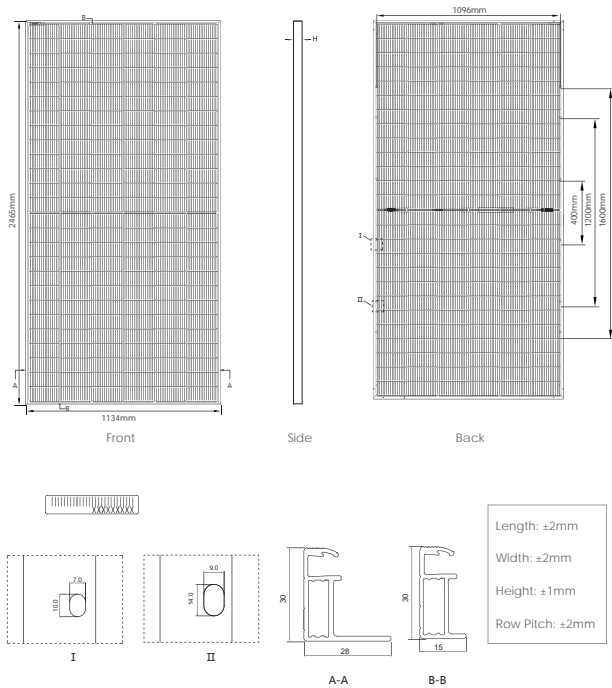 B
1096mm
H
2465mm
400mm
1200mm
1600mm
I
II
A
A
B
1134mm
Front
Side
Back
Length: ±2mm
Width: ±2mm
Height: ±1mm
Row Pitch: ±2mm
7.0
10.0
I
9.0
14.0
II
30
28
A-A
30
15
B-B